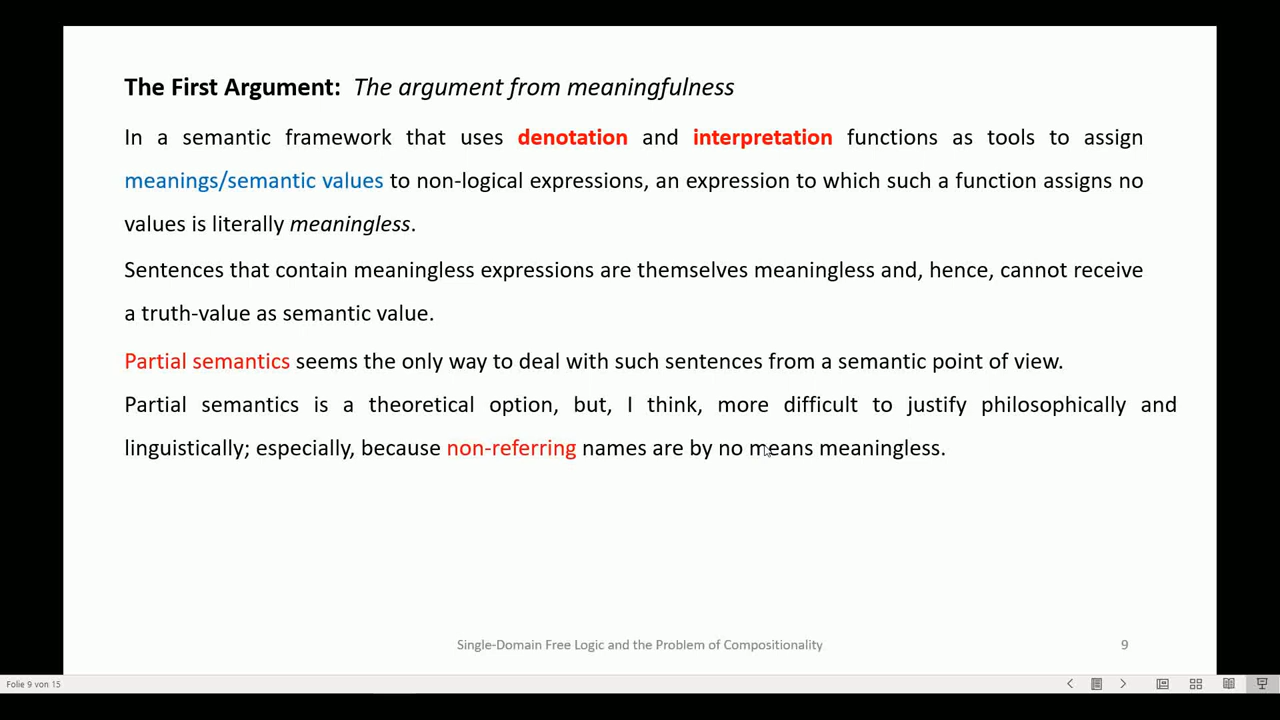 The First Argument: The argument from meaningfulness
In a semantic framework that uses denotation and interpretation functions as tools to assign
meanings/semantic values to non-logical expressions, an expression to which such a function assigns no
values is literally meaningless.
Sentences that contain meaningless expressions are themselves meaningless and, hence, cannot receive
a truth-value as semantic value.
Partial semantics seems the only way to deal with such sentences from a semantic point of view.
Partial semantics is a theoretical option, but, I think, more difficult to justify philosophically and
linguistically; especially, because non-referring names are by no means meaningless.
Single-Domain Free Logic and the Problem of Compositionality
9
Folie 9 von 15